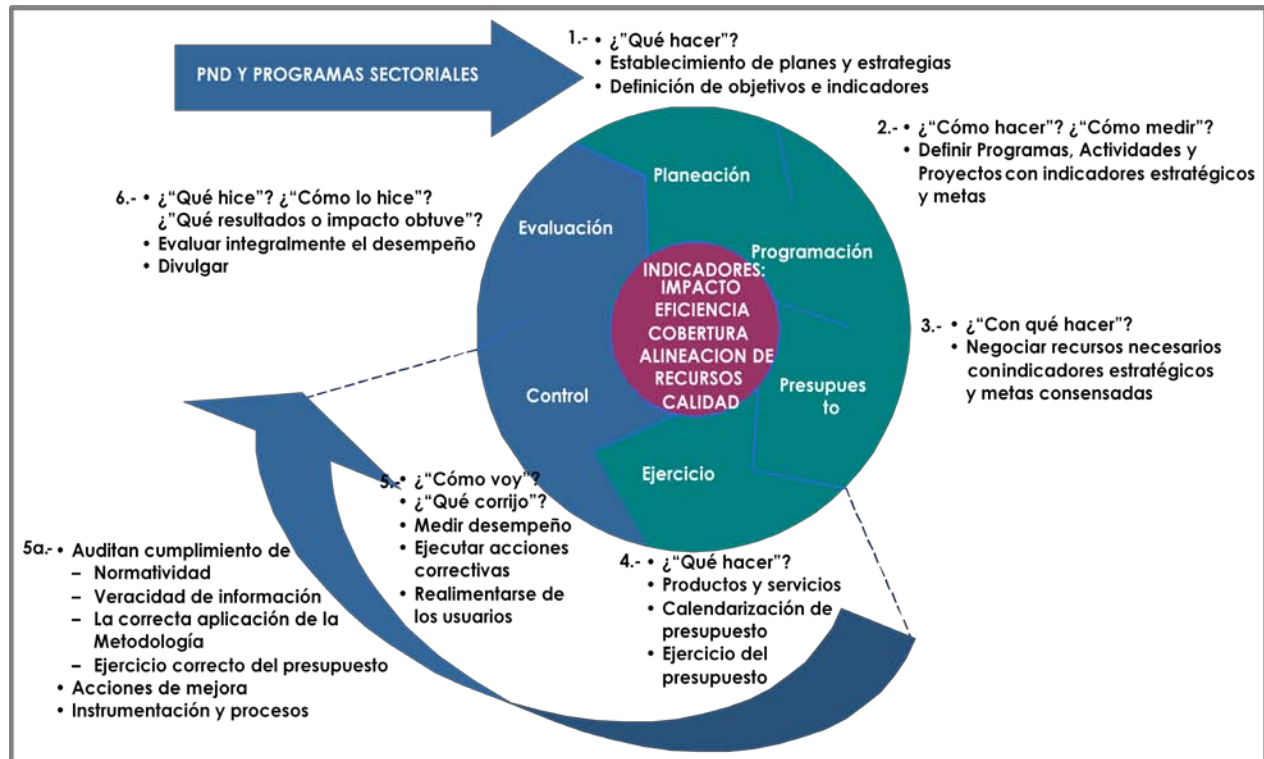 PND Y PROGRAMAS SECTORIALES
1.- • ¿”Qué hacer”?
• Establecimiento de planes y estrategias
• Definición de objetivos e indicadores
2.- • ¿“Cómo hacer”? ¿“Cómo medir”?
• Definir Programas, Actividades y
Proyectos con indicadores estratégicos
y metas
3.- • ¿“Con qué hacer”?
• Negociar recursos necesarios
conindicadores estratégicos
y metas consensadas
4.- • ¿“Qué hacer”?
• Productos y servicios
• Calendarización de
presupuesto
• Ejercicio del
presupuesto
5.- • ¿“Cómo voy”?
• ¿“Qué corrijo”?
• Medir desempeño
• Ejecutar acciones
correctivas
• Realimentarse de
los usuarios
5a.- • Auditan cumplimiento de
– Normatividad
– Veracidad de información
– La correcta aplicación de la
Metodología
– Ejercicio correcto del presupuesto
• Acciones de mejora
• Instrumentación y procesos
6.- • ¿“Qué hice”? ¿“Cómo lo hice”?
¿”Qué resultados o impacto obtuve”?
• Evaluar integralmente el desempeño
• Divulgar
Planeación
Programación
Presupues
to
Ejercicio
Control
Evaluación
INDICADORES:
IMPACTO
EFICIENCIA
COBERTURA
ALINEACION DE
RECURSOS
CALIDAD